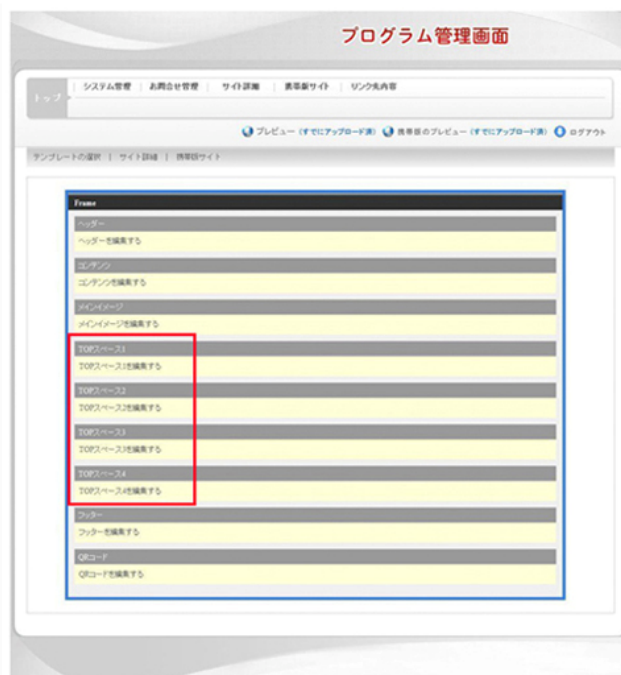 プログラム管理画面
トップ
システム管理 | お問合せ管理 | サイト詳細 | 携帯版サイト | リンク先内容
プレビュー (すでにアップロード済) 携帯版のプレビュー (すでにアップロード済) ログアウト
テンプレートの選択 | サイト詳細 | 携帯版サイト
Frame
ヘッダー
ヘッダーを編集する
コンテンツ
コンテンツを編集する
メインイメージ
メインイメージを編集する
TOPスペース1
TOPスペース1を編集する
TOPスペース2
TOPスペース2を編集する
TOPスペース3
TOPスペース3を編集する
TOPスペース4
TOPスペース4を編集する
フッター
フッターを編集する
QRコード
QRコードを編集する